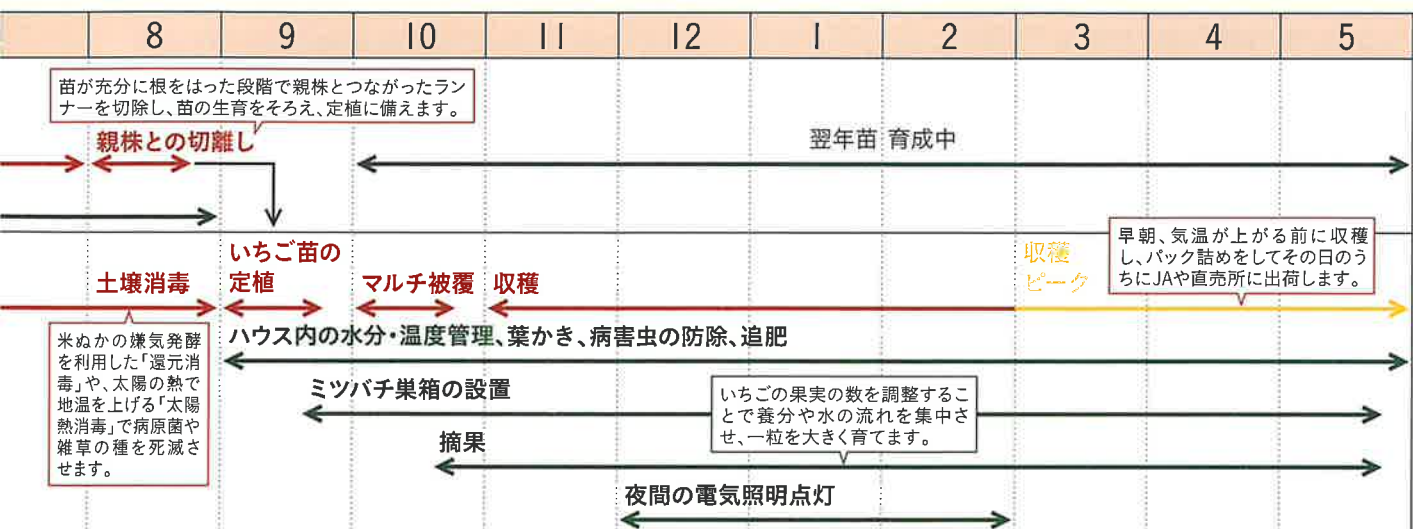 8 9 10 11 12 1 2 3 4 5
苗が充分に根をはった段階で親株とつながったラン
ナーを切除し、苗の生育をそろえ、定植に備えます。
親株との切離し
翌年苗 育成中
早朝、気温が上がる前に収穫
し、パック詰めをしてその日のう
ちにJAや直売所に出荷します。
土壌消毒
いちご苗の
定植
マルチ被覆
収穫
収穫
ピーク
米ぬかの嫌気発酵
を利用した「還元消
毒」や、太陽の熱で
地温を上げる「太陽
熱消毒」で病原菌や
雑草の種を死滅さ
せます。
ハウス内の水分・温度管理、葉かき、病害虫の防除、追肥
ミツバチ巣箱の設置
いちごの果実の数を調整するこ
とで養分や水の流れを集中さ
せ、一粒を大きく育てます。
摘果
夜間の電気照明点灯